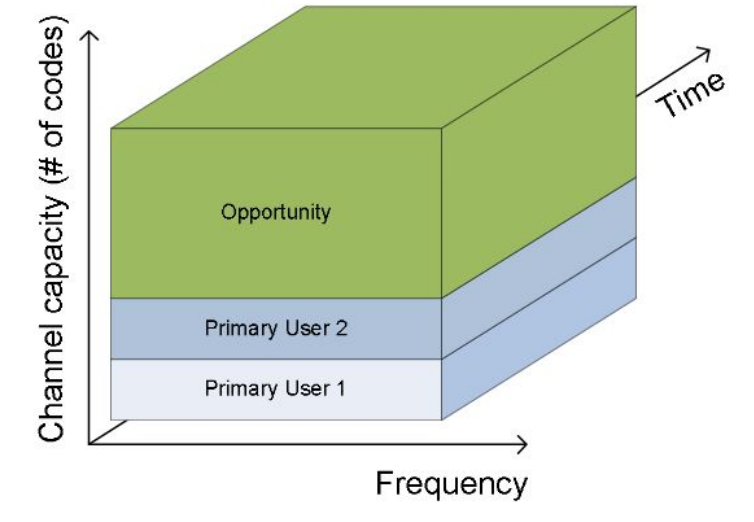 Channel capacity (# of codes)
Time
Opportunity
Primary User 2
Primary User 1
Frequency